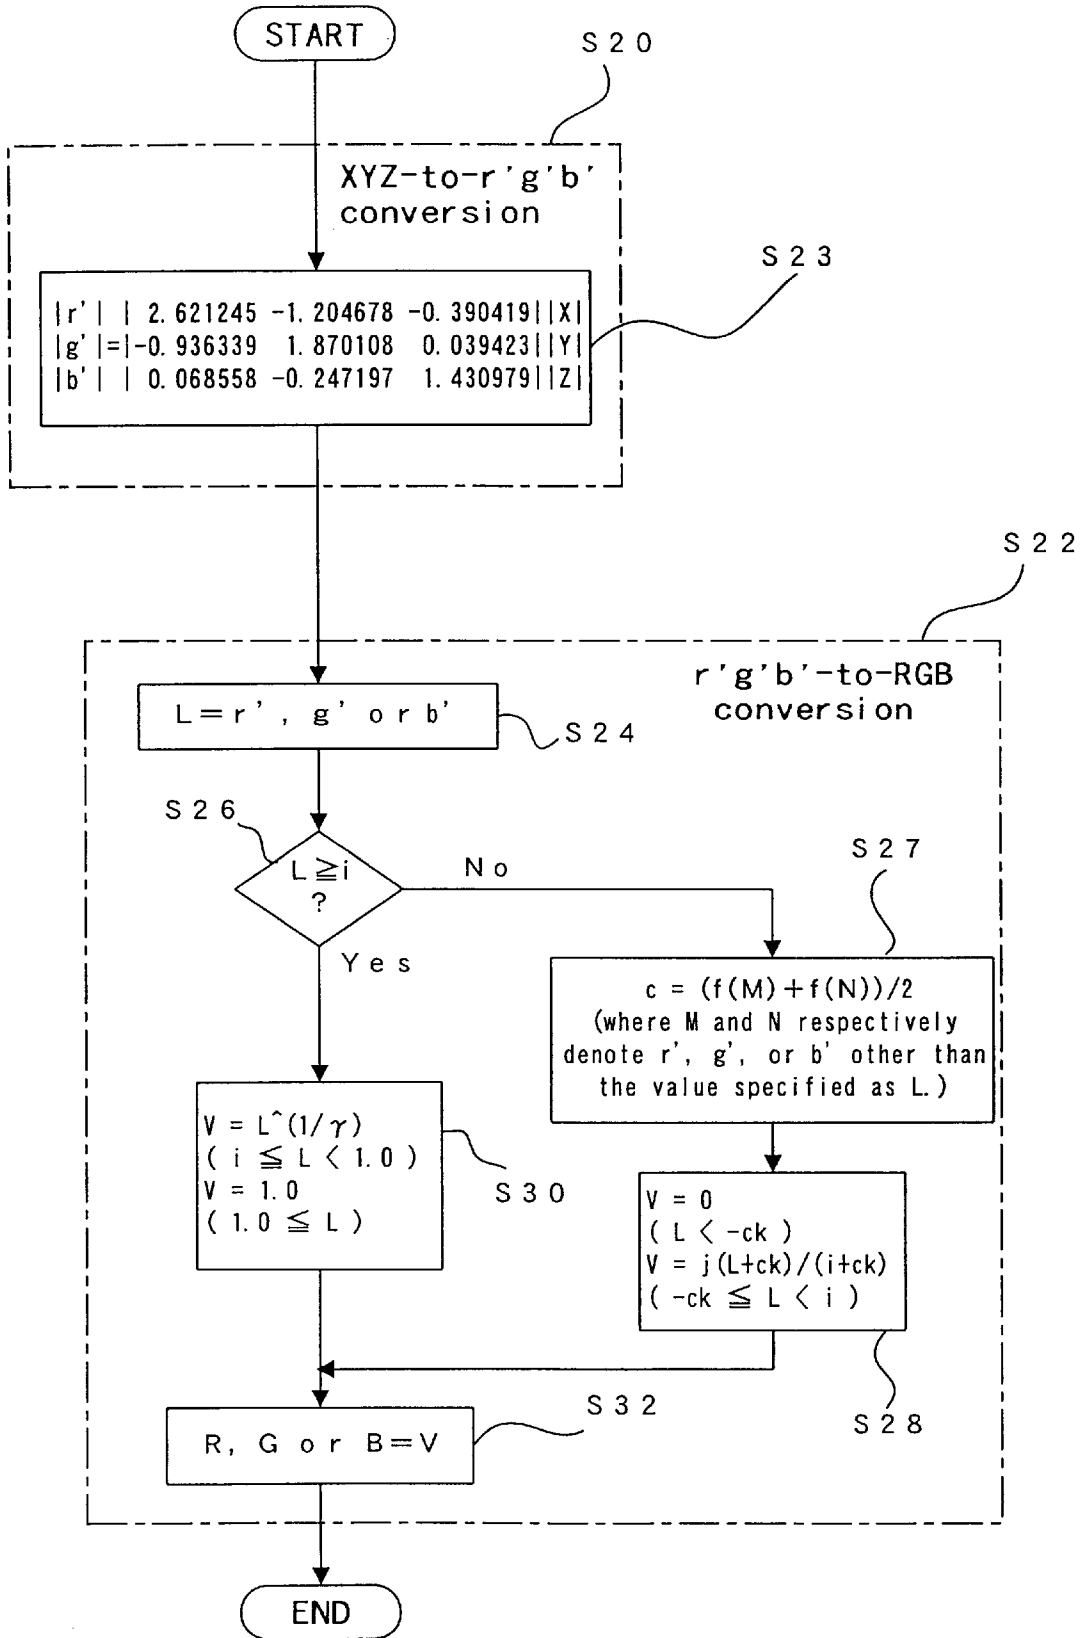 START
S20
XYZ-to-r'g'b'
conversion
S23
|r'| | 2.621245 -1.204678 -0.390419||X|
|g'|=|-0.936339 1.870108 0.039423||Y|
|b'| | 0.068558 -0.247197 1.430979||Z|
S22
r'g'b'-to-RGB
conversion
L=r', g' or b'
S24
S26
L≧i
?
No
Yes
S27
c = (f(M)+f(N))/2
(where M and N respectively
denote r', g', or b' other than
the value specified as L.)
V = L^(1/γ)
( i ≦ L < 1.0 )
V = 1.0
( 1.0 ≦ L )
S30
V = 0
( L < -ck )
V = j(L+ck)/(i+ck)
( -ck ≦ L < i )
S28
S32
R, G or B=V
END